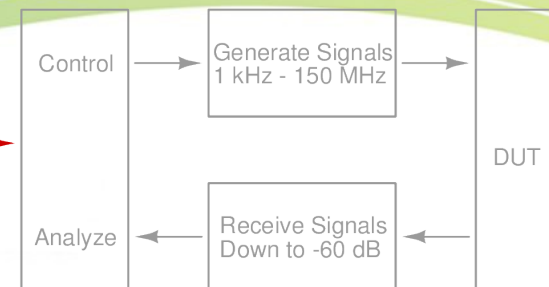 Control
Generate Signals
1 kHz - 150 MHz
DUT
Analyze
Receive Signals
Down to -60 dB